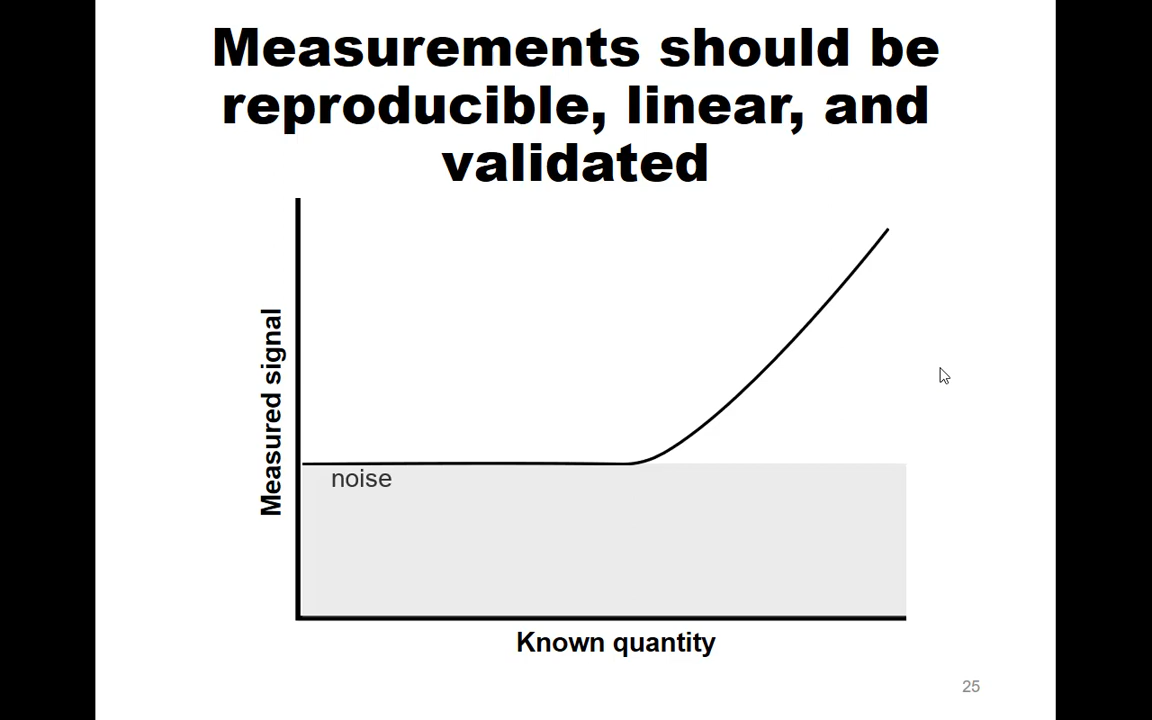 Measurements should be
reproducible, linear, and
validated
Measured signal
noise
Known quantity
25